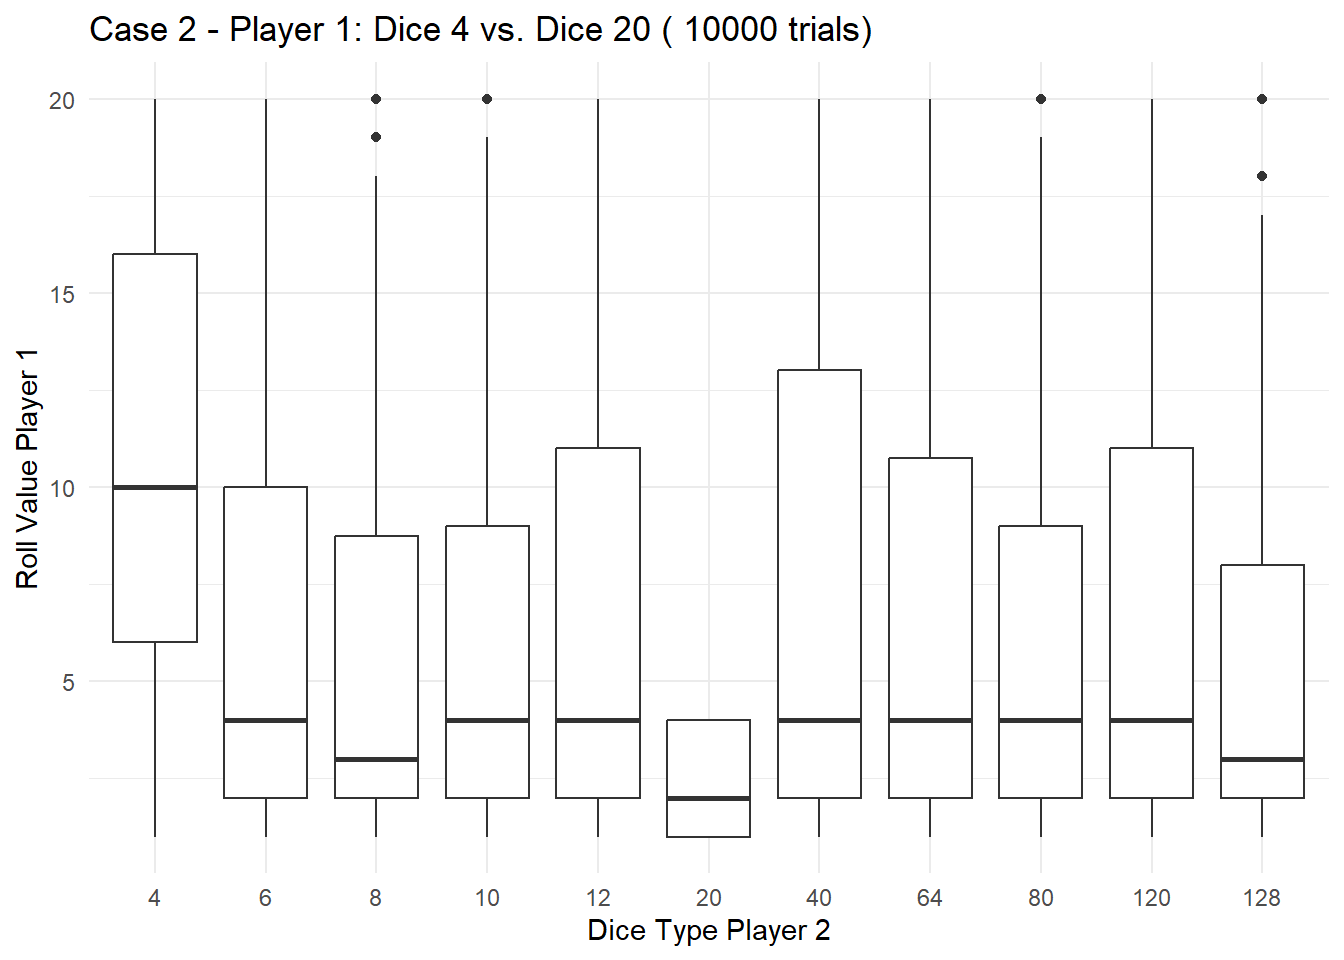 Case 2 - Player 1: Dice 4 vs. Dice 20 ( 10000 trials)
20
15
10
5
Roll Value Player 1
4 6 8 10 12 20 40 64 80 120 128
Dice Type Player 2